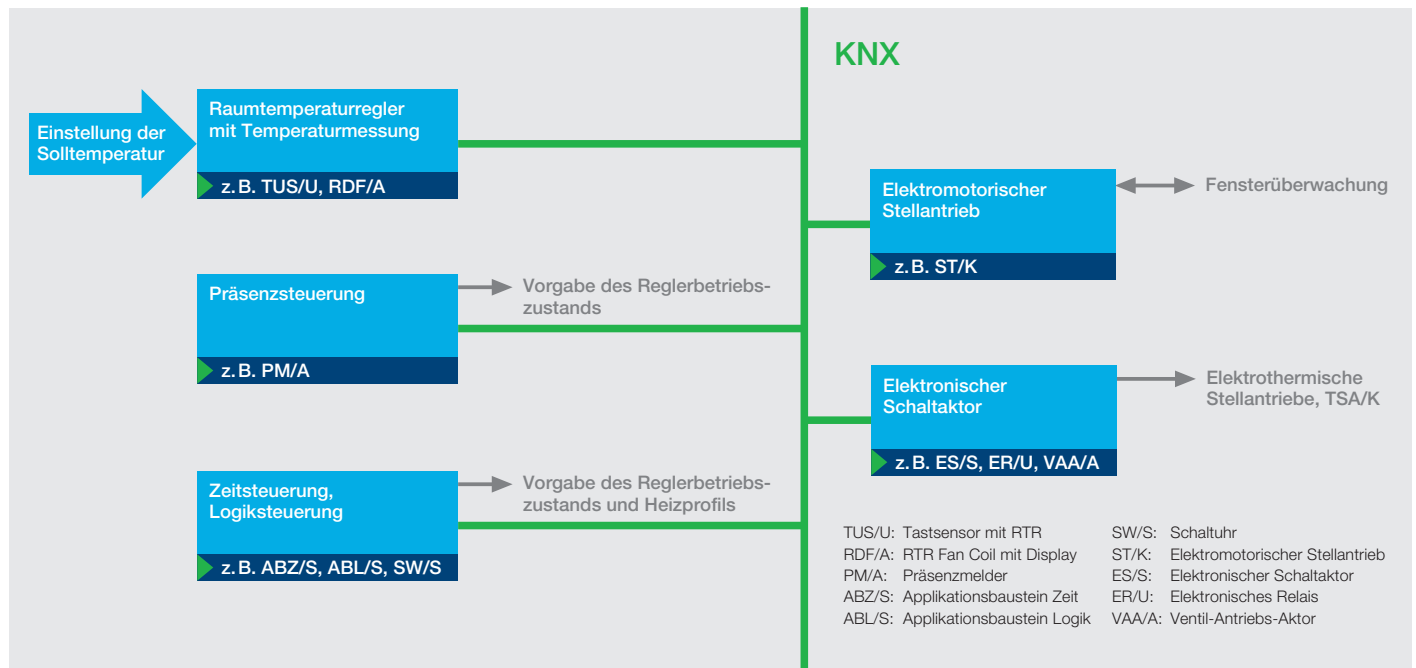 KNX
Einstellung der
Solltemperatur
Raumtemperaturregler
mit Temperaturmessung
z. B. TUS/U, RDF/A
Präsenzsteuerung
z. B. PM/A
Vorgabe des Reglerbetriebs-
zustands
Zeitsteuerung,
Logiksteuerung
z. B. ABZ/S, ABL/S, SW/S
Vorgabe des Reglerbetriebs-
zustands und Heizprofils
Elektromotorischer
Stellantrieb
z. B. ST/K
Fensterüberwachung
Elektronischer
Schaltaktor
z. B. ES/S, ER/U, VAA/A
Elektrothermische
Stellantriebe, TSA/K
TUS/U: Tastsensor mit RTR
RDF/A: RTR Fan Coil mit Display
PM/A: Präsenzmelder
ABZ/S: Applikationsbaustein Zeit
ABL/S: Applikationsbaustein Logik
SW/S: Schaltuhr
ST/K: Elektromotorischer Stellantrieb
ES/S: Elektronischer Schaltaktor
ER/U: Elektronisches Relais
VAA/A: Ventil-Antriebs-Aktor